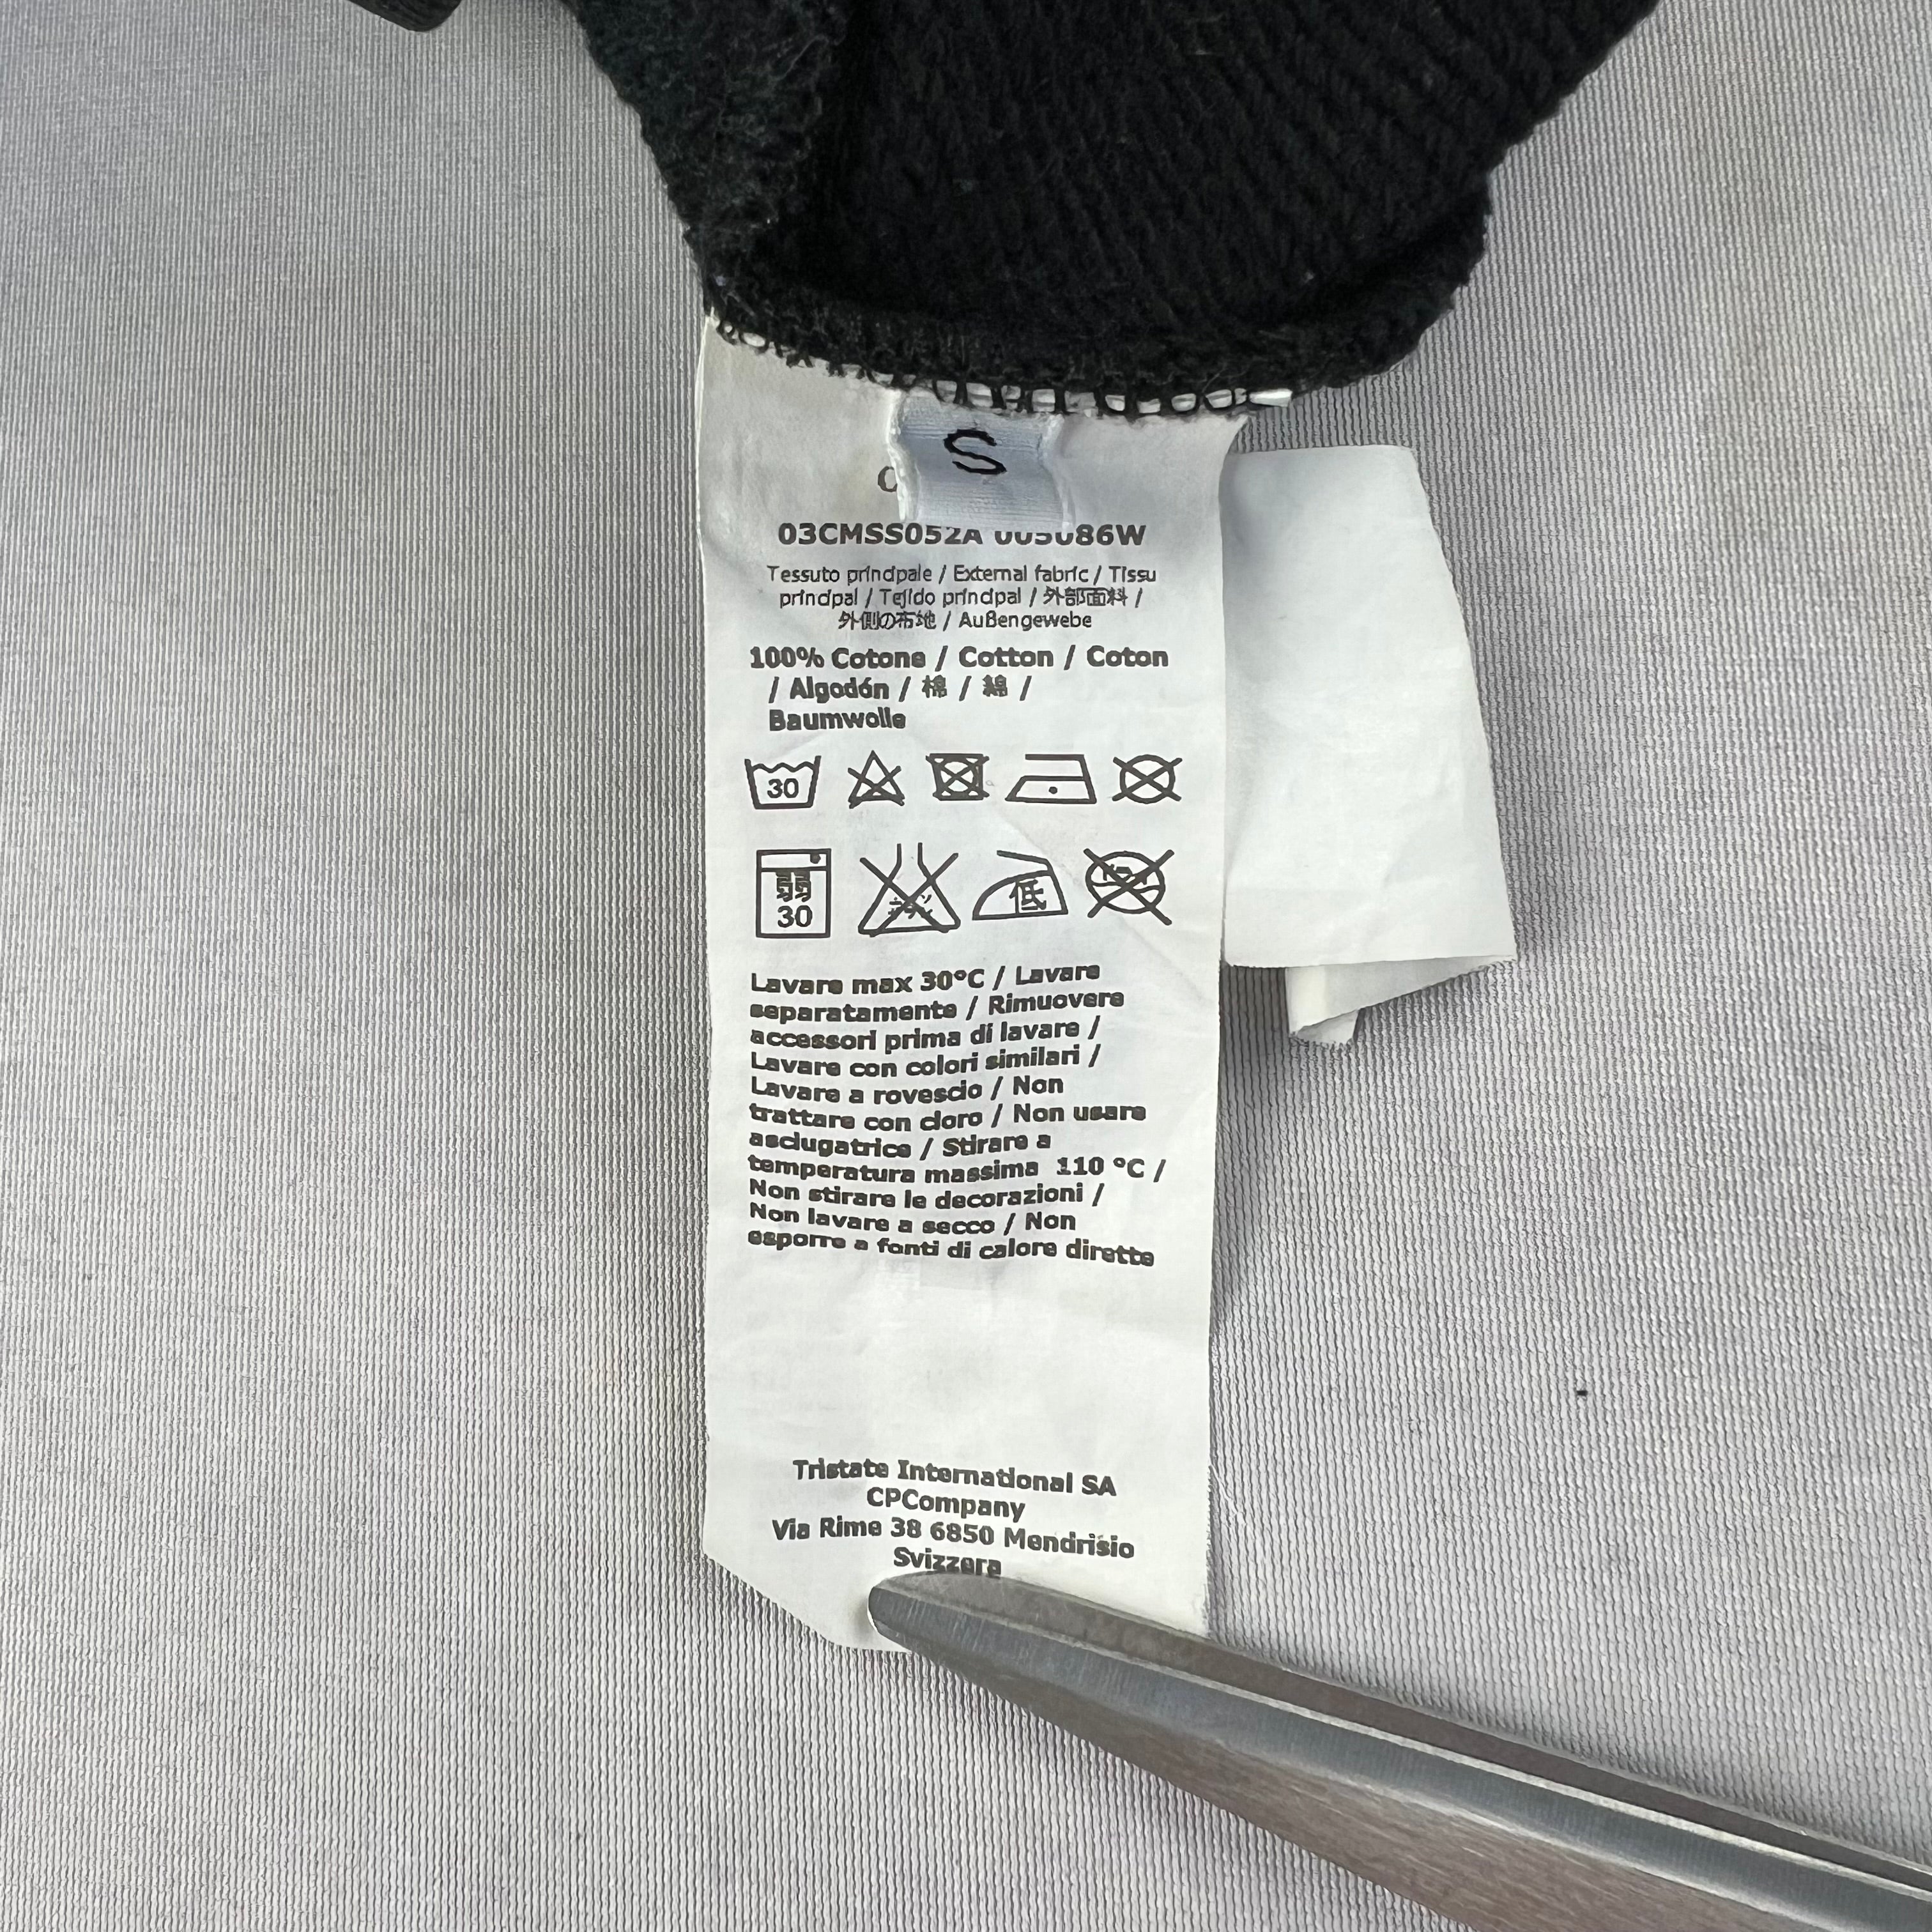 S
03CMSS052A 005086W
Tessuto principale / External fabric / Tissu
principal / Tejido principal / 外部面料 /
外側の布地 / Außengewebe
100% Cotone / Cotton / Coton
/ Algodón / 棉 / 綿 /
Baumwolle
30
弱
30
低
Lavare max 30°C / Lavare
separatamente / Rimuovere
accessori prima di lavare /
Lavare con colori similari /
Lavare a rovescio / Non
trattare con cloro / Non usare
asciugatrice / Stirare a
temperatura massima 110 °C /
Non stirare le decorazioni /
Non lavare a secco / Non
esporre a fonti di calore dirette
Tristate International SA
CPCompany
Via Rime 38 6850 Mendrisio
Svizzera